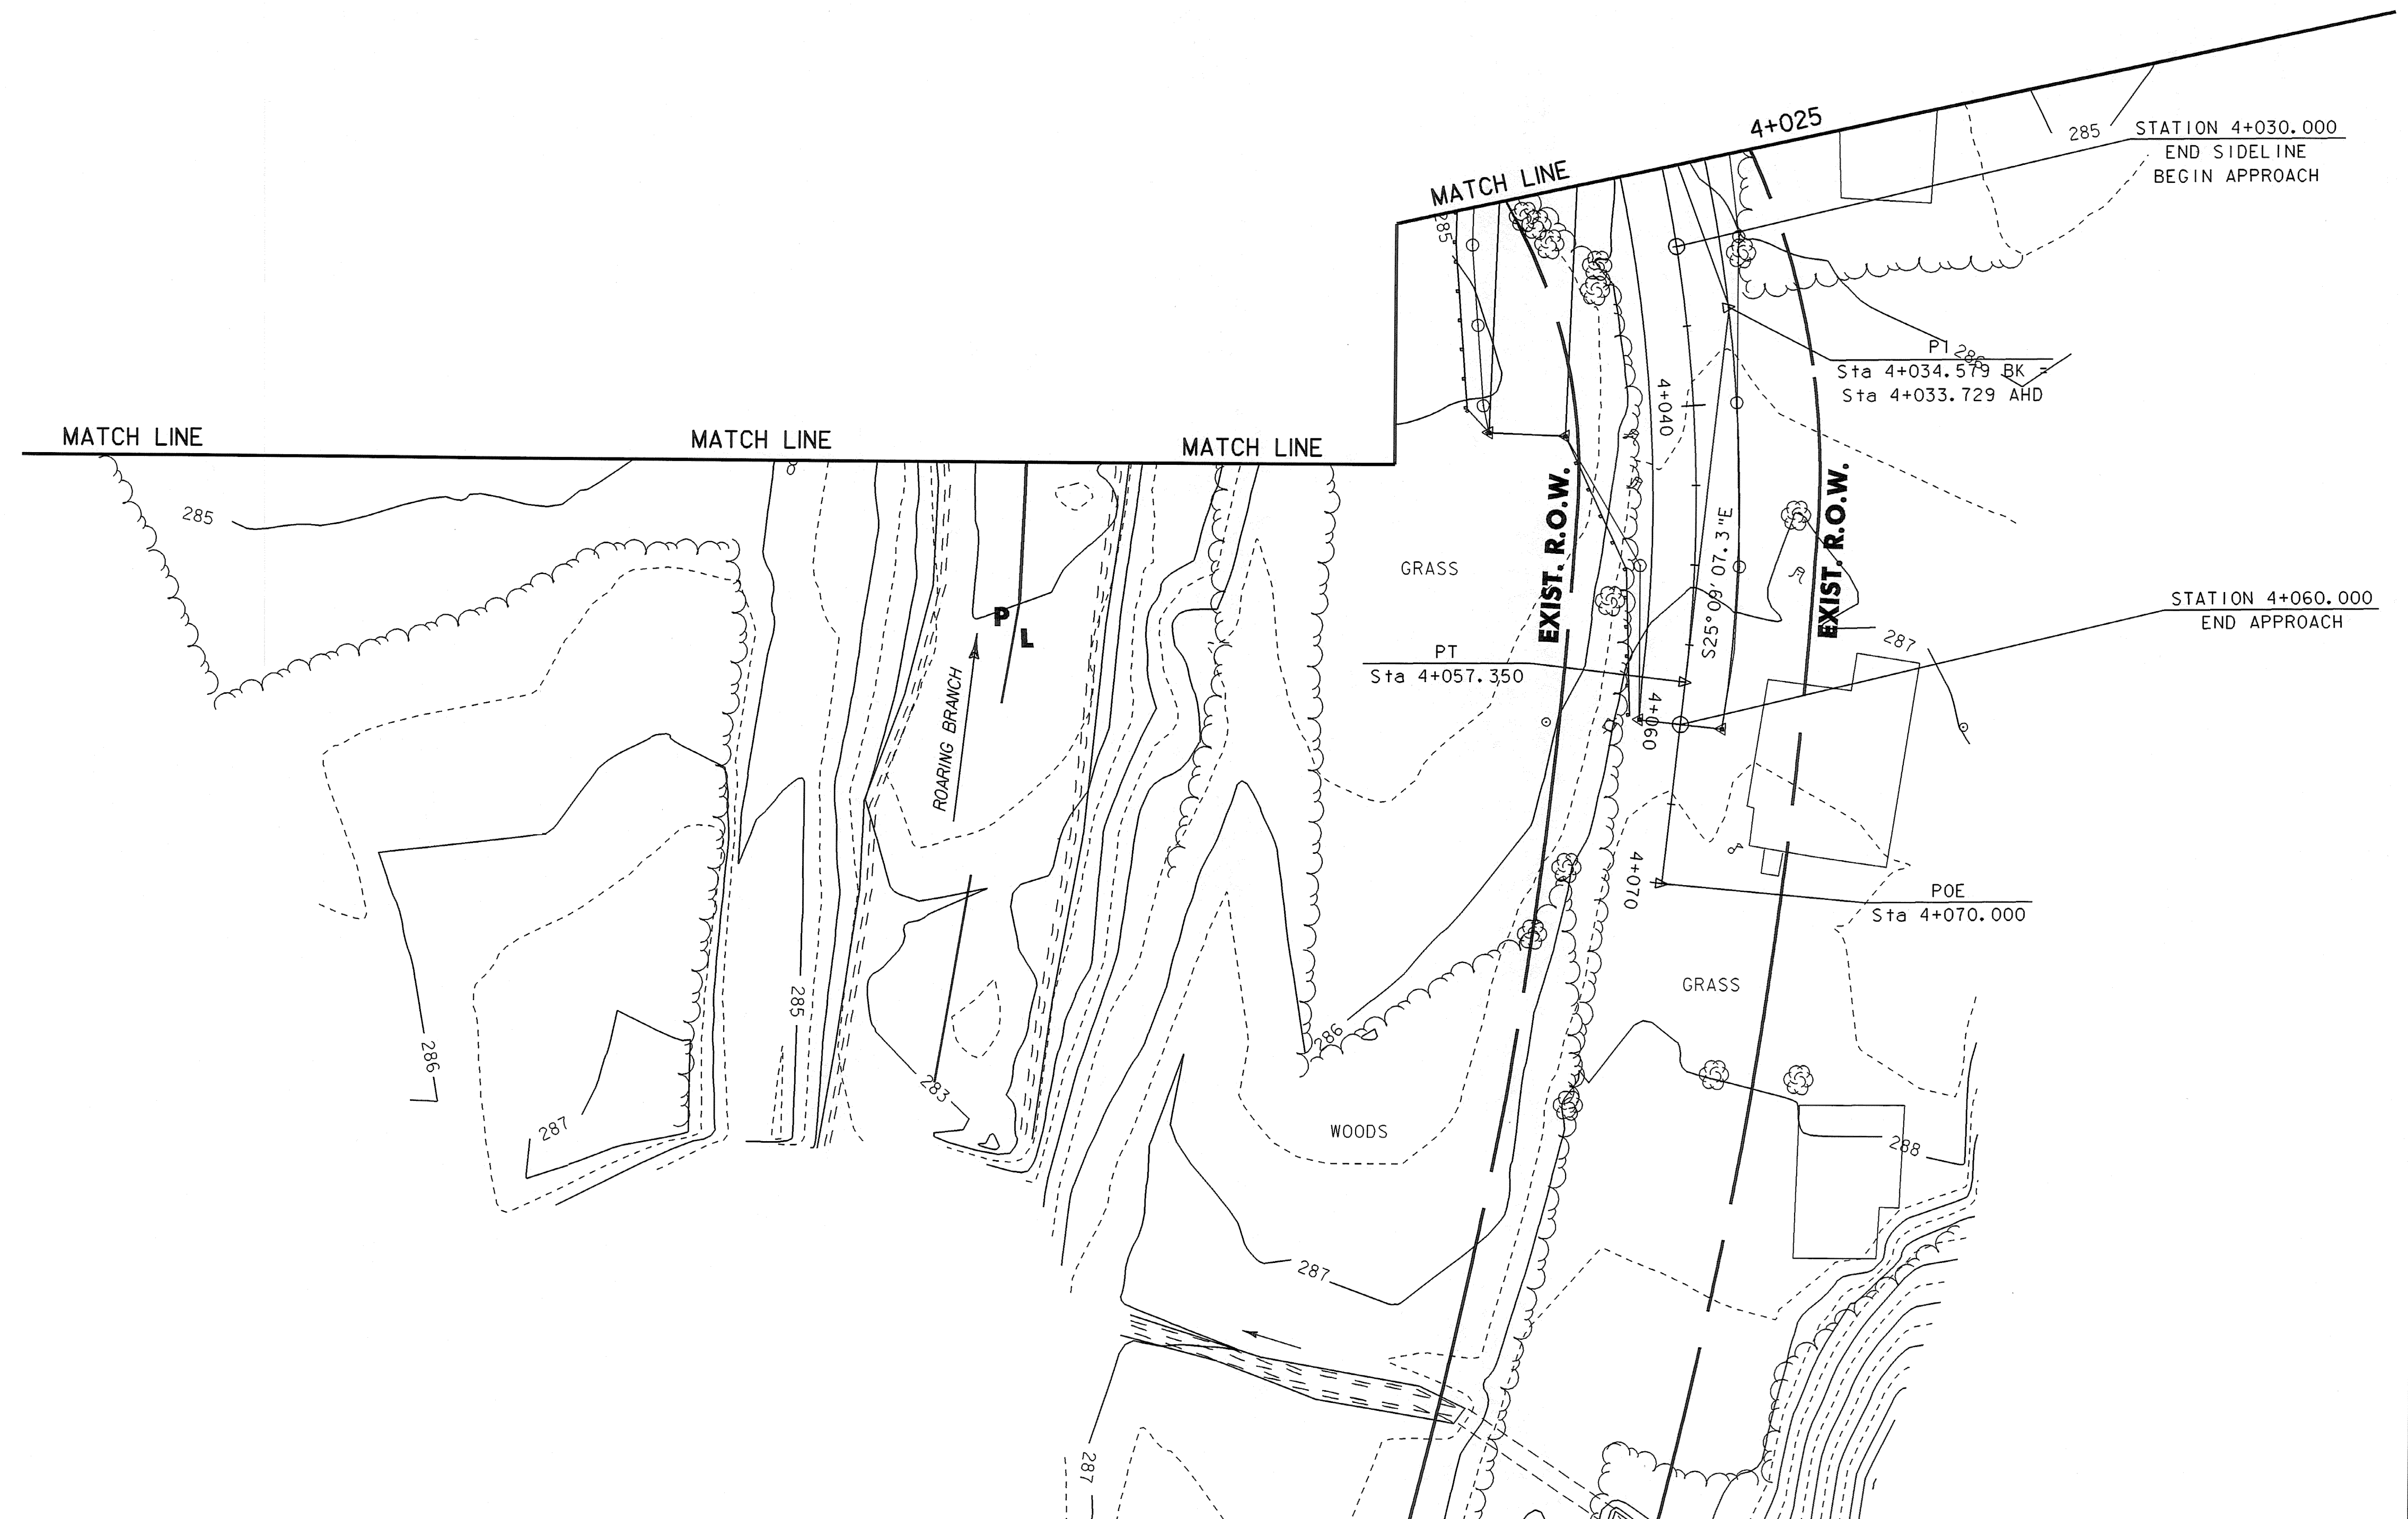 4+025
285
STATION 4+030.000
END SIDELINE
BEGIN APPROACH
MATCH LINE
285
PI
286
Sta 4+034.579 BK =
Sta 4+033.729 AHD
4+040
MATCH LINE
MATCH LINE
MATCH LINE
285
EXIST. R.O.W.
EXIST. R.O.W.
GRASS
S25° 09' 07.3"E
STATION 4+060.000
END APPROACH
P
L
287
PT
Sta 4+057.350
ROARING BRANCH
4+060
4+070
POE
Sta 4+070.000
GRASS
285
286
286
283
287
WOODS
288
287
287